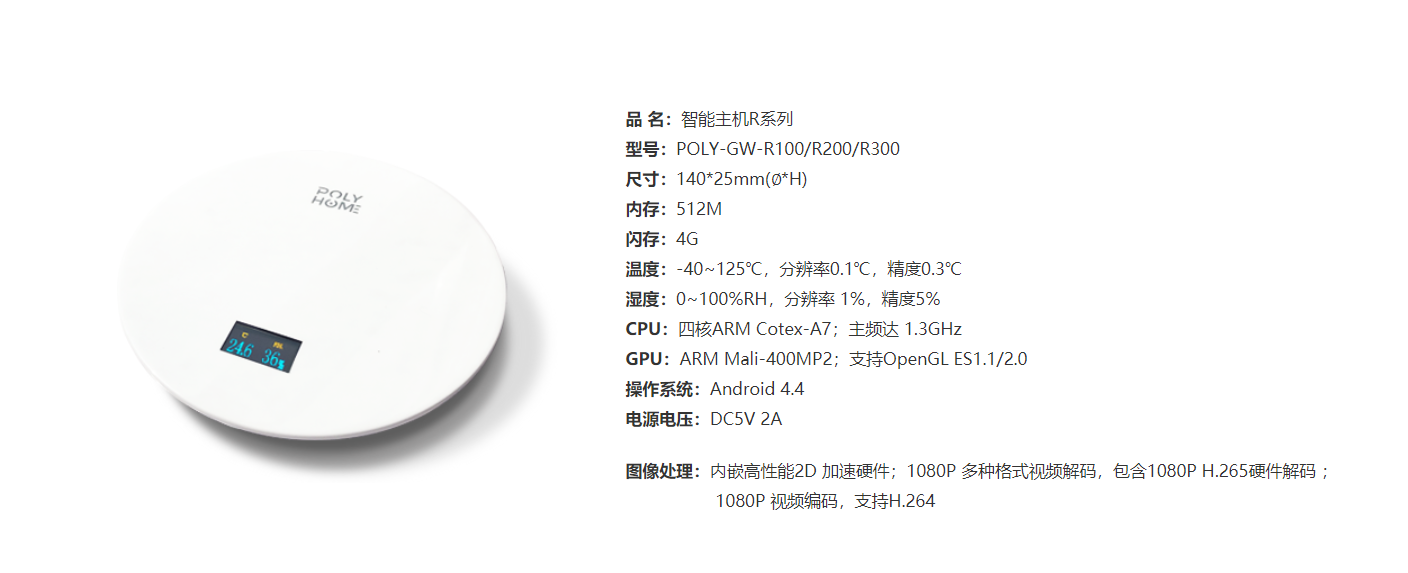 POLY
HOME
℃
24.6 36%
品 名：智能主机R系列
型号：POLY-GW-R100/R200/R300
尺寸：140*25mm(Ø*H)
内存：512M
闪存：4G
温度：-40~125℃，分辨率0.1℃，精度0.3℃
湿度：0~100%RH，分辨率 1%，精度5%
CPU：四核ARM Cotex-A7；主频达 1.3GHz
GPU：ARM Mali-400MP2；支持OpenGL ES1.1/2.0
操作系统：Android 4.4
电源电压：DC5V 2A
图像处理：内嵌高性能2D 加速硬件；1080P 多种格式视频解码，包含1080P H.265硬件解码；
1080P 视频编码，支持H.264